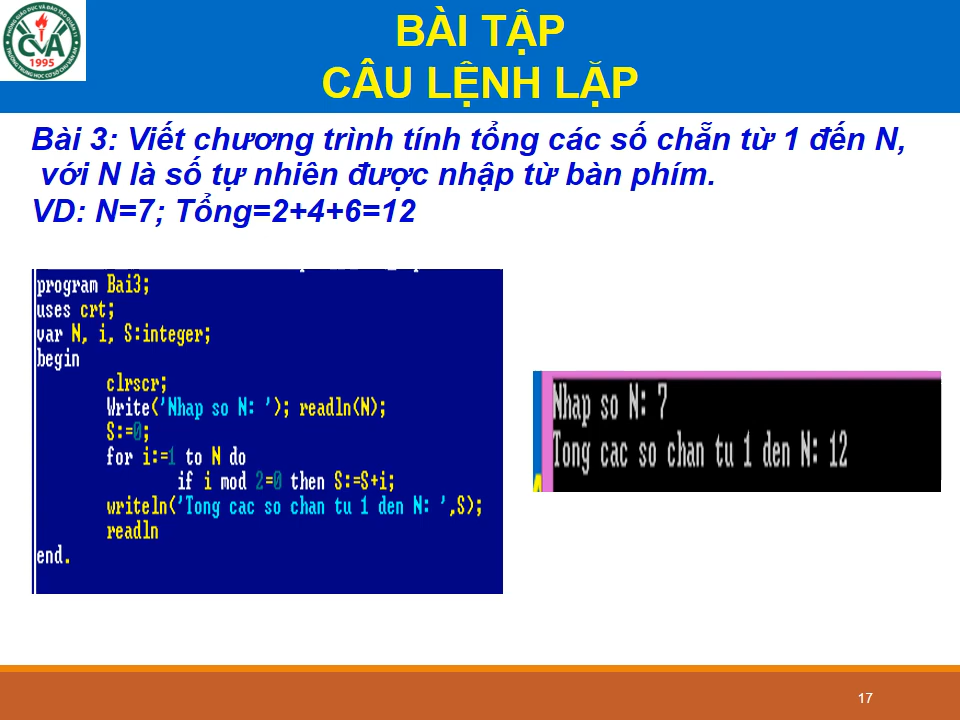 BÀI TẬP
CÂU LỆNH LẶP
CVA
1995
Bài 3: Viết chương trình tính tổng các số chẵn từ 1 đến N,
với N là số tự nhiên được nhập từ bàn phím.
VD: N=7; Tổng=2+4+6=12
program Bai3;
uses crt;
var N, i, S:integer;
begin
clrscr;
Write('Nhap so N: '); readln(N);
S:=0;
for i:=1 to N do
if i mod 2=0 then S:=S+i;
writeln('Tong cac so chan tu 1 den N: ',S);
readln
end.
Nhap so N: 7
Tong cac so chan tu 1 den N: 12
17